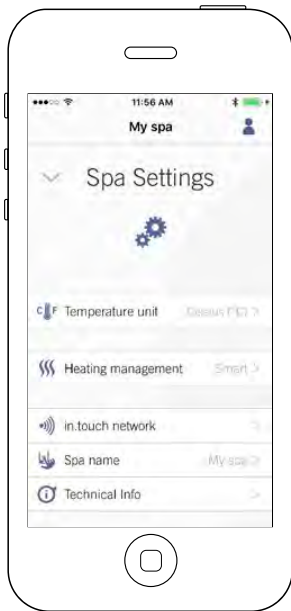 11:56 AM
My spa
Spa Settings
C F Temperature unit Celsius (°C) >
Heating management Smart >
in.touch network >
Spa name My spa >
Technical Info >